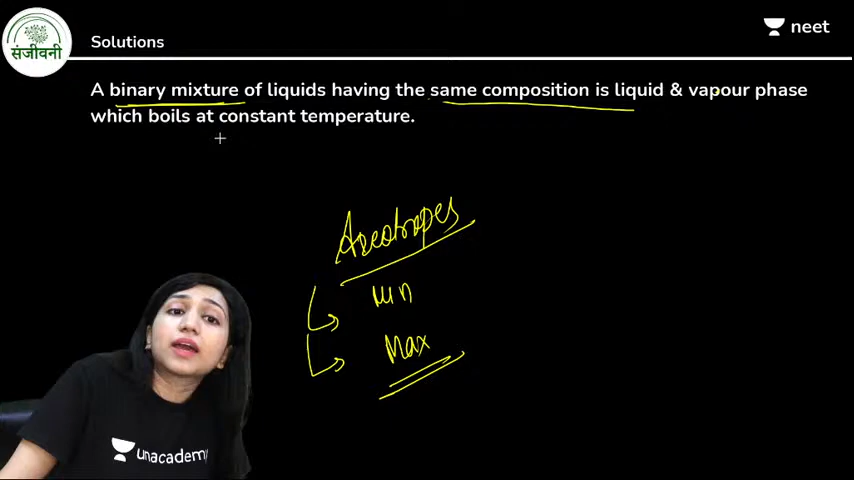 संजीवनी
Solutions
neet
A binary mixture of liquids having the same composition is liquid & vapour phase
which boils at constant temperature.
Azeotropes
Min
Max
unacademy